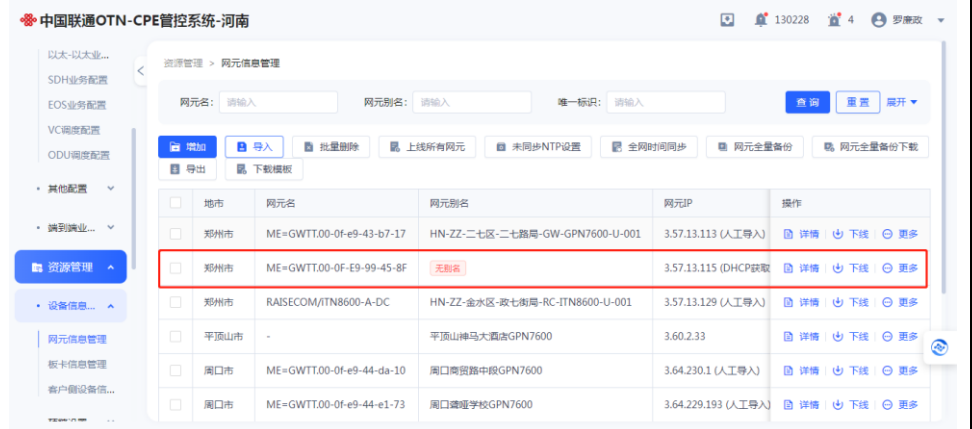 中国联通OTN-CPE管控系统-河南
130228
4
罗廉政
以太-以太业...
SDH业务配置
EOS业务配置
VC调度配置
ODU调度配置
其他配置
端到端业...
资源管理
设备信息...
网元信息管理
板卡信息管理
客户侧设备信...
资源管理 > 网元信息管理
网元名： 请输入 网元别名： 请输入 唯一标识： 请输入 查询 重置 展开
增加 导入 批量删除 上线所有网元 未同步NTP设置 全网时间同步 网元全量备份 网元全量备份下载
导出 下载模板
地市 网元名 网元别名 网元IP 操作
郑州市 ME=GWTT.00-0f-e9-43-b7-17 HN-ZZ-二七区-二七路局-GW-GPN7600-U-001 3.57.13.113 (人工导入) 详情 下线 更多
郑州市 ME=GWTT.00-0F-E9-99-45-8F 无别名 3.57.13.115 (DHCP获取 详情 下线 更多
郑州市 RAISECOM/ITN8600-A-DC HN-ZZ-金水区-政七街局-RC-ITN8600-U-001 3.57.13.129 (人工导入) 详情 下线 更多
平顶山市 - 平顶山神马大酒店GPN7600 3.60.2.33 详情 下线 更多
周口市 ME=GWTT.00-0f-e9-44-da-10 周口商贸路中段GPN7600 3.64.230.1 (人工导入) 详情 下线 更多
周口市 ME=GWTT.00-0f-e9-44-e1-73 周口聋哑学校GPN7600 3.64.229.193 (人工导入) 详情 下线 更多